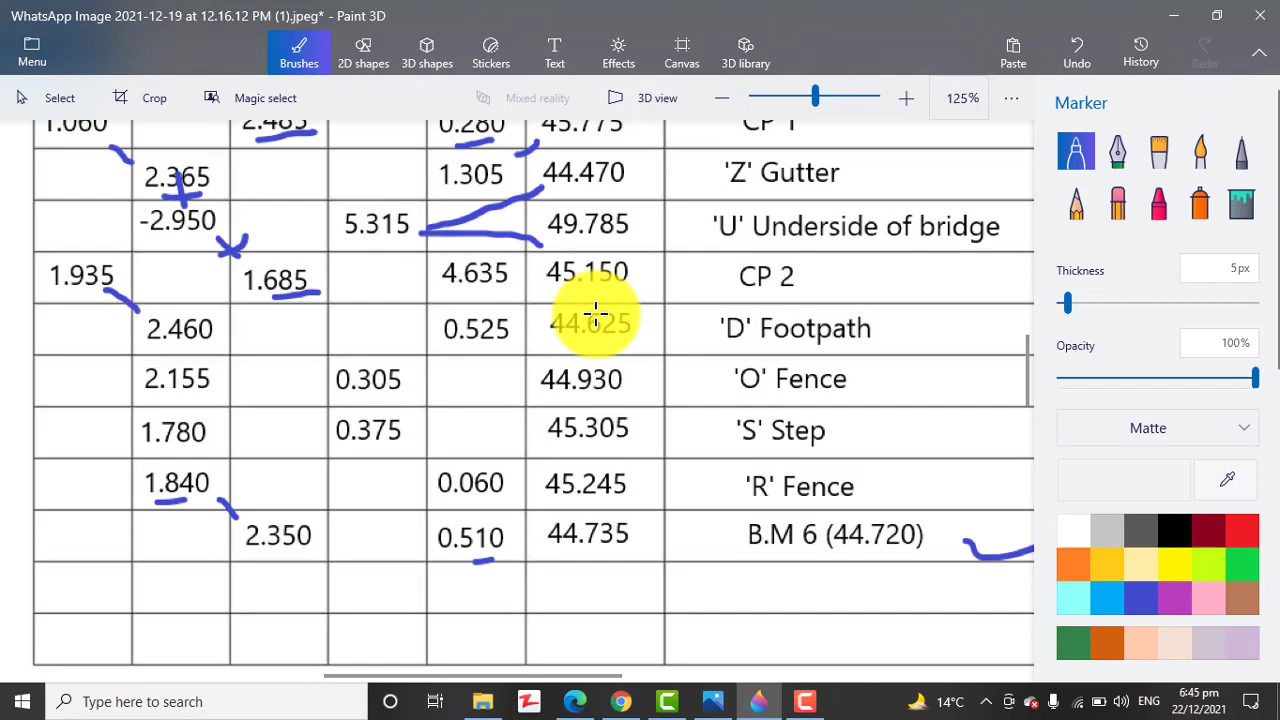 WhatsApp Image 2021-12-19 at 12.16.12 PM (1).jpeg* - Paint 3D
Menu Brushes 2D shapes 3D shapes Stickers Text Effects Canvas 3D library Paste Undo History Redo
Select Crop Magic select Mixed reality 3D view 125%
Marker
Thickness 5px
Opacity 100%
Matte
1.060 2.485 0.280 45.775 CP 1
2.365 1.305 44.470 'Z' Gutter
-2.950 5.315 49.785 'U' Underside of bridge
1.935 1.685 4.635 45.150 CP 2
2.460 0.525 44.625 'D' Footpath
2.155 0.305 44.930 'O' Fence
1.780 0.375 45.305 'S' Step
1.840 0.060 45.245 'R' Fence
2.350 0.510 44.735 B.M 6 (44.720)
Type here to search
14°C ENG 6:45 pm
22/12/2021